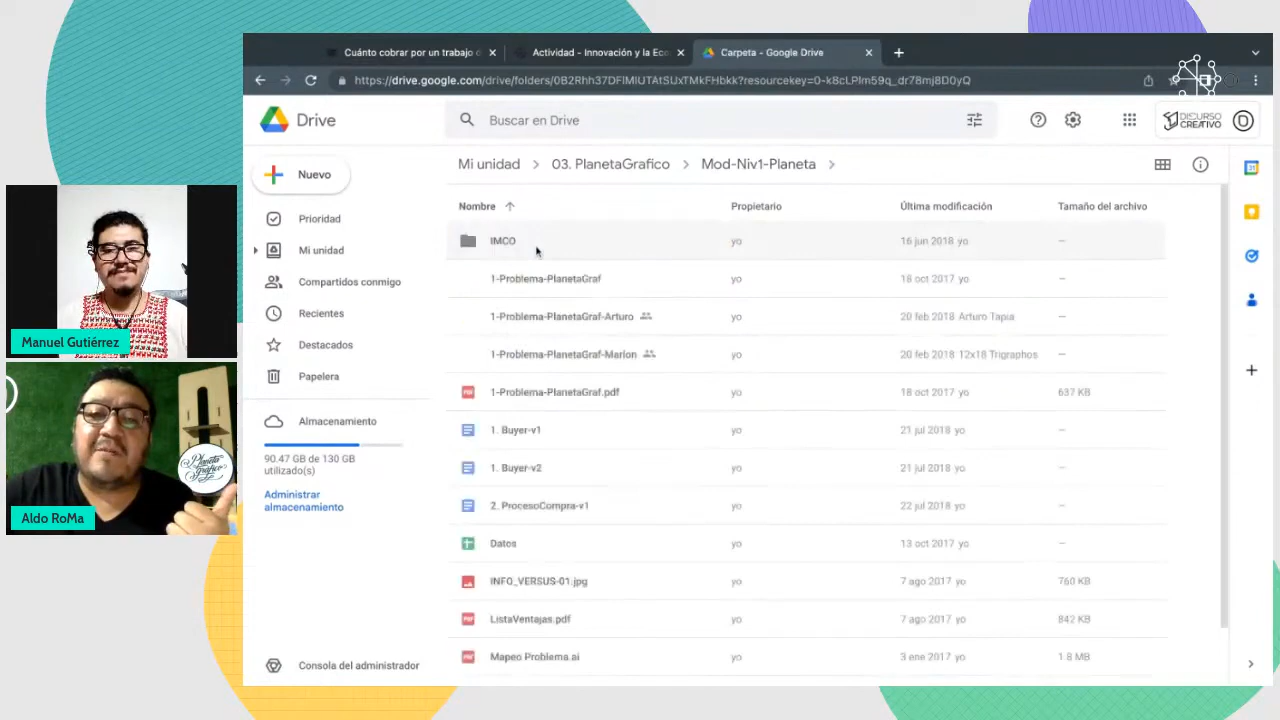 Cuánto cobrar por un trabajo d
Actividad - Innovación y la Eco
Carpeta - Google Drive
https://drive.google.com/drive/folders/0B2Rhh37DFIMlUTAtSUxTMkFHbkk?resourcekey=0-k8cLPlm59q_dr78mj8D0yQ
Drive
Buscar en Drive
DISCURSO
CREATIVO
Nuevo
Prioridad
Mi unidad
Compartidos conmigo
Recientes
Destacados
Papelera
Almacenamiento
90.47 GB de 130 GB
utilizado(s)
Administrar
almacenamiento
Consola del administrador
Mi unidad > 03. PlanetaGrafico > Mod-Niv1-Planeta >
Nombre Propietario Última modificación Tamaño del archivo
IMCO yo 16 jun 2018 yo –
1-Problema-PlanetaGraf yo 18 oct 2017 yo –
1-Problema-PlanetaGraf-Arturo yo 20 feb 2018 Arturo Tapia –
1-Problema-PlanetaGraf-Marion yo 20 feb 2018 12x18 Trigraphos –
1-Problema-PlanetaGraf.pdf yo 18 oct 2017 yo 637 KB
1. Buyer-v1 yo 21 jul 2018 yo –
1. Buyer-v2 yo 21 jul 2018 yo –
2. ProcesoCompra-v1 yo 22 jul 2018 yo –
Datos yo 13 oct 2017 yo –
INFO_VERSUS-01.jpg yo 7 ago 2017 yo 760 KB
ListaVentajas.pdf yo 7 ago 2017 yo 842 KB
Mapeo Problema.ai yo 3 ene 2017 yo 1.8 MB
Manuel Gutiérrez
Planeta
Gráfico
Aldo RoMa